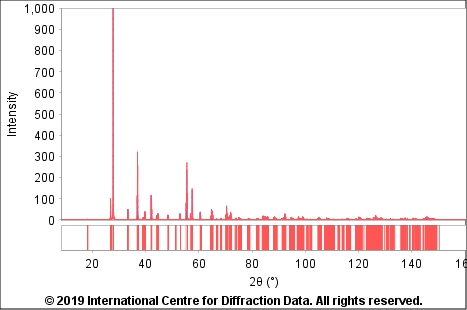 1,000
900
800
700
600
500
400
300
200
100
0
Intensity
20 40 60 80 100 120 140 16
2θ (°)
© 2019 International Centre for Diffraction Data. All rights reserved.